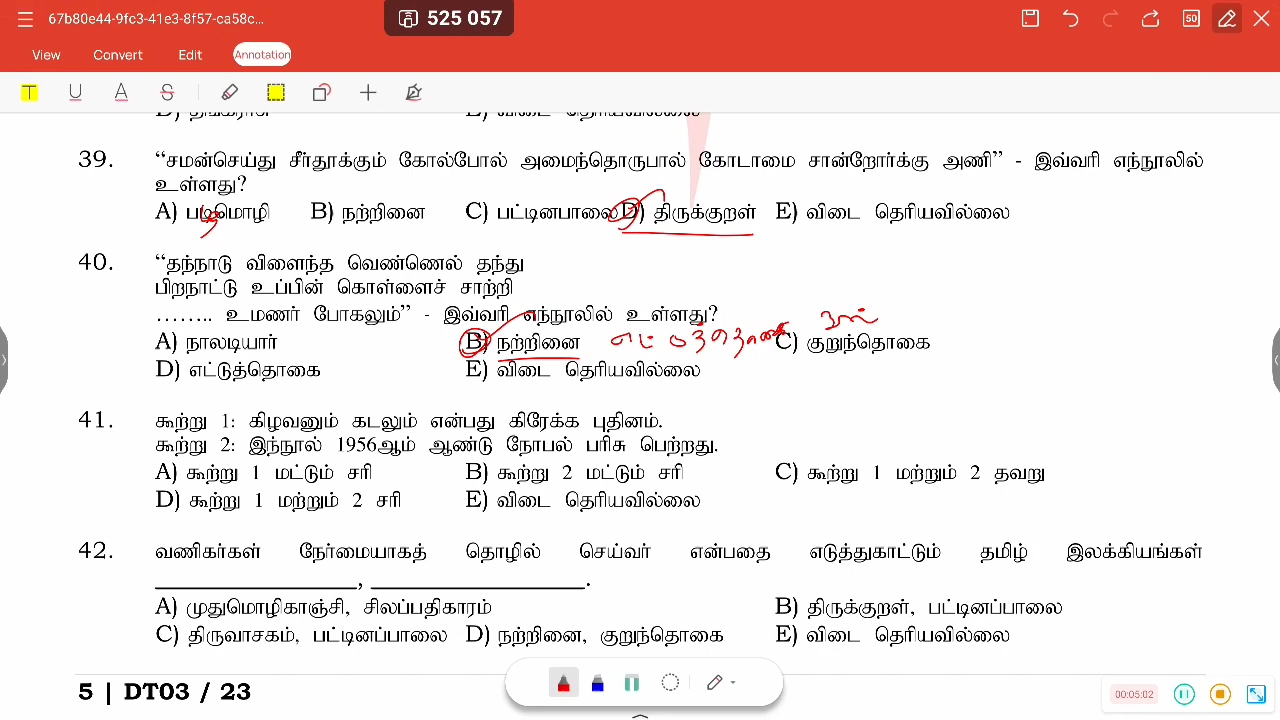 67b80e44-9fc3-41e3-8f57-ca58c...
525 057
50
View Convert Edit Annotation
T U A S
39. “சமன்செய்து சீர்தூக்கும் கோல்போல் அமைந்தொருபால் கோடாமை சான்றோர்க்கு அணி” - இவ்வரி எந்நூலில்
உள்ளது?
A) படிமொழி B) நற்றினை C) பட்டினபாலை D) திருக்குறள் E) விடை தெரியவில்லை
40. “தந்நாடு விளைந்த வெண்ணெல் தந்து
பிறநாட்டு உப்பின் கொள்ளைச் சாற்றி
........ உமணர் போகலும்” - இவ்வரி எந்நூலில் உள்ளது?
A) நாலடியார் B) நற்றினை C) குறுந்தொகை
D) எட்டுத்தொகை E) விடை தெரியவில்லை
41. கூற்று 1: கிழவனும் கடலும் என்பது கிரேக்க புதினம்.
கூற்று 2: இந்நூல் 1956ஆம் ஆண்டு நோபல் பரிசு பெற்றது.
A) கூற்று 1 மட்டும் சரி B) கூற்று 2 மட்டும் சரி C) கூற்று 1 மற்றும் 2 தவறு
D) கூற்று 1 மற்றும் 2 சரி E) விடை தெரியவில்லை
42. வணிகர்கள் நேர்மையாகத் தொழில் செய்வர் என்பதை எடுத்துகாட்டும் தமிழ் இலக்கியங்கள்
_______________, ________________.
A) முதுமொழிகாஞ்சி, சிலப்பதிகாரம் B) திருக்குறள், பட்டினப்பாலை
C) திருவாசகம், பட்டினப்பாலை D) நற்றினை, குறுந்தொகை E) விடை தெரியவில்லை
5 | DT03 / 23
00:05:02